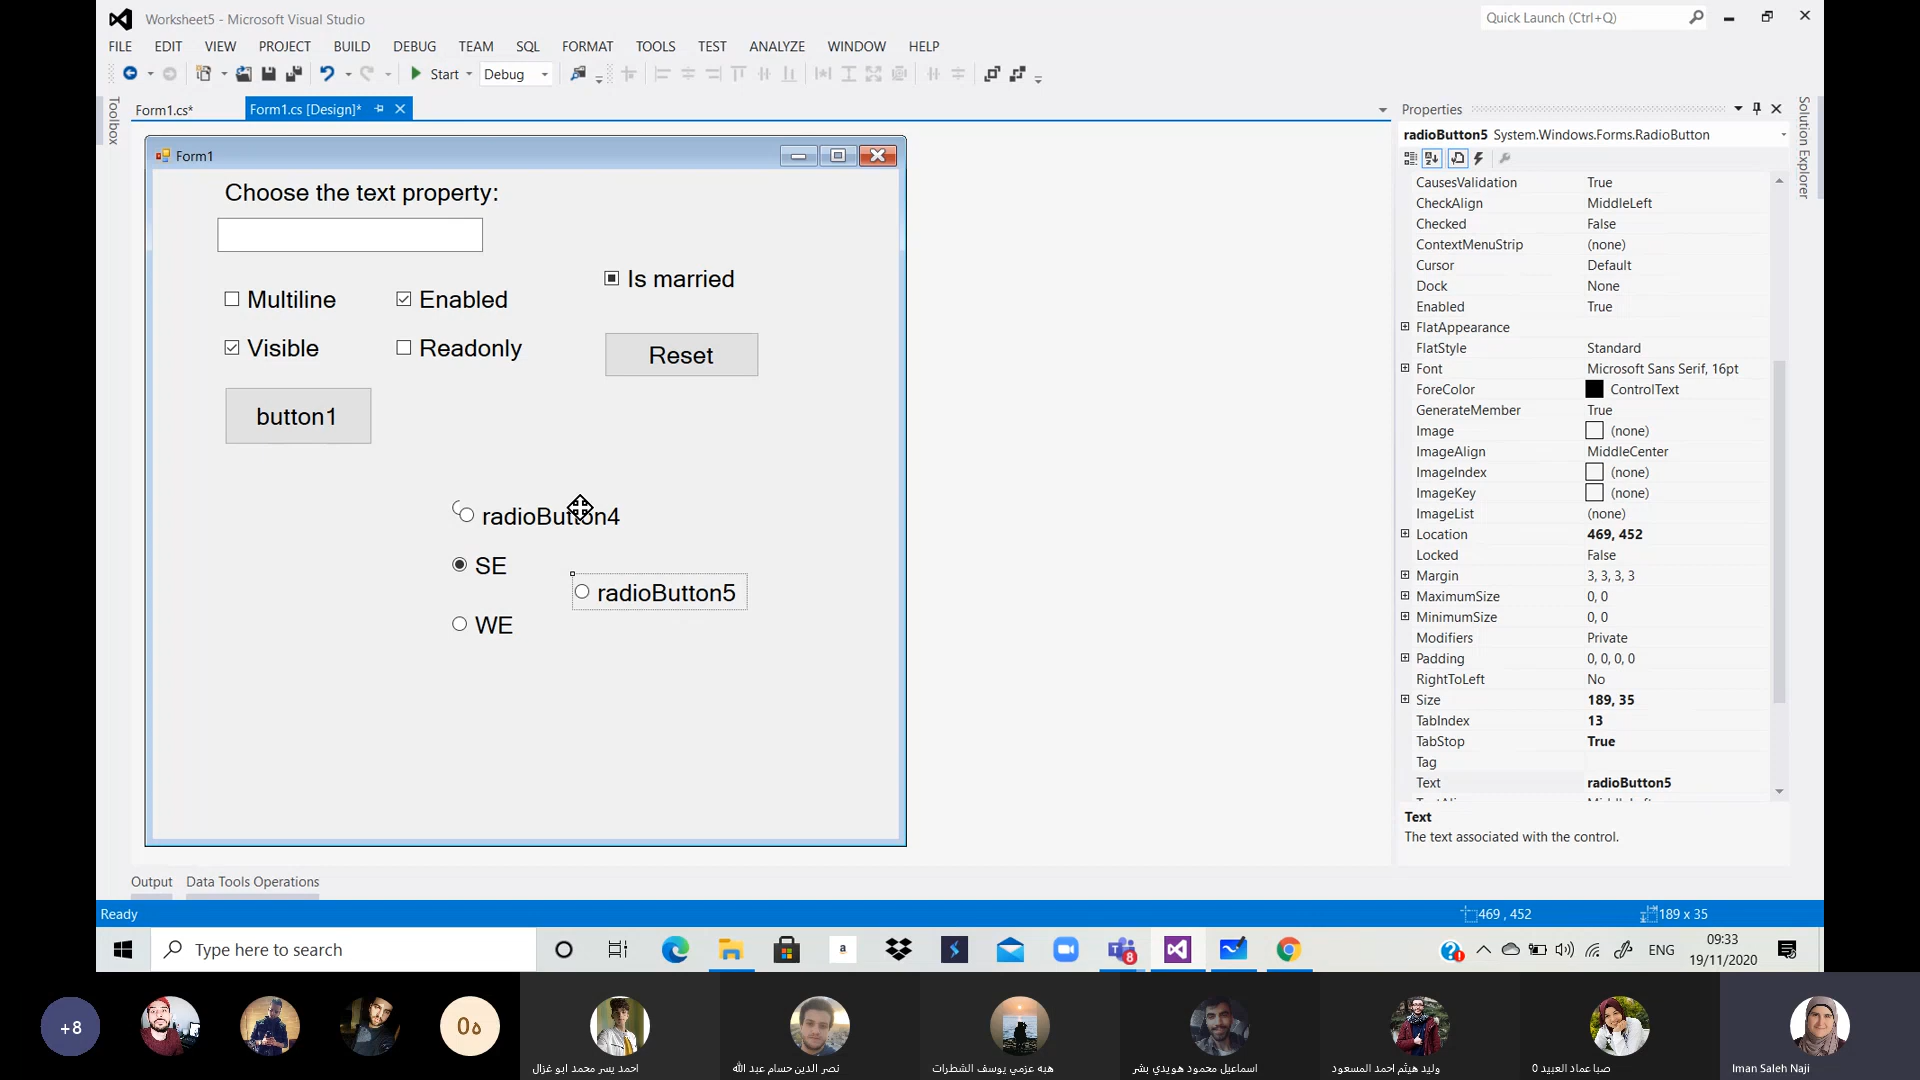 Worksheet5 - Microsoft Visual Studio
Quick Launch (Ctrl+Q)
FILE EDIT VIEW PROJECT BUILD DEBUG TEAM SQL FORMAT TOOLS TEST ANALYZE WINDOW HELP
Start Debug
Toolbox
Form1.cs*
Form1.cs [Design]*
Form1
Choose the text property:
Is married
Multiline
Enabled
Visible
Readonly
Reset
button1
radioButton4
SE
radioButton5
WE
Properties
Solution Explorer
radioButton5 System.Windows.Forms.RadioButton
CausesValidation True
CheckAlign MiddleLeft
Checked False
ContextMenuStrip (none)
Cursor Default
Dock None
Enabled True
FlatAppearance
FlatStyle Standard
Font Microsoft Sans Serif, 16pt
ForeColor ControlText
GenerateMember True
Image (none)
ImageAlign MiddleCenter
ImageIndex (none)
ImageKey (none)
ImageList (none)
Location 469, 452
Locked False
Margin 3, 3, 3, 3
MaximumSize 0, 0
MinimumSize 0, 0
Modifiers Private
Padding 0, 0, 0, 0
RightToLeft No
Size 189, 35
TabIndex 13
TabStop True
Tag
Text radioButton5
Text
The text associated with the control.
Output Data Tools Operations
Ready
469 , 452
189 x 35
Type here to search
a
8
ENG
09:33
19/11/2020
+8
احمد يسر محمد ابو غزال
نصر الدين حسام عبد الله
هبه عزمي يوسف الشطرات
اسماعيل محمود هويدي بشر
وليد هيثم احمد المسعود
صبا عماد العبيد 0
Iman Saleh Naji